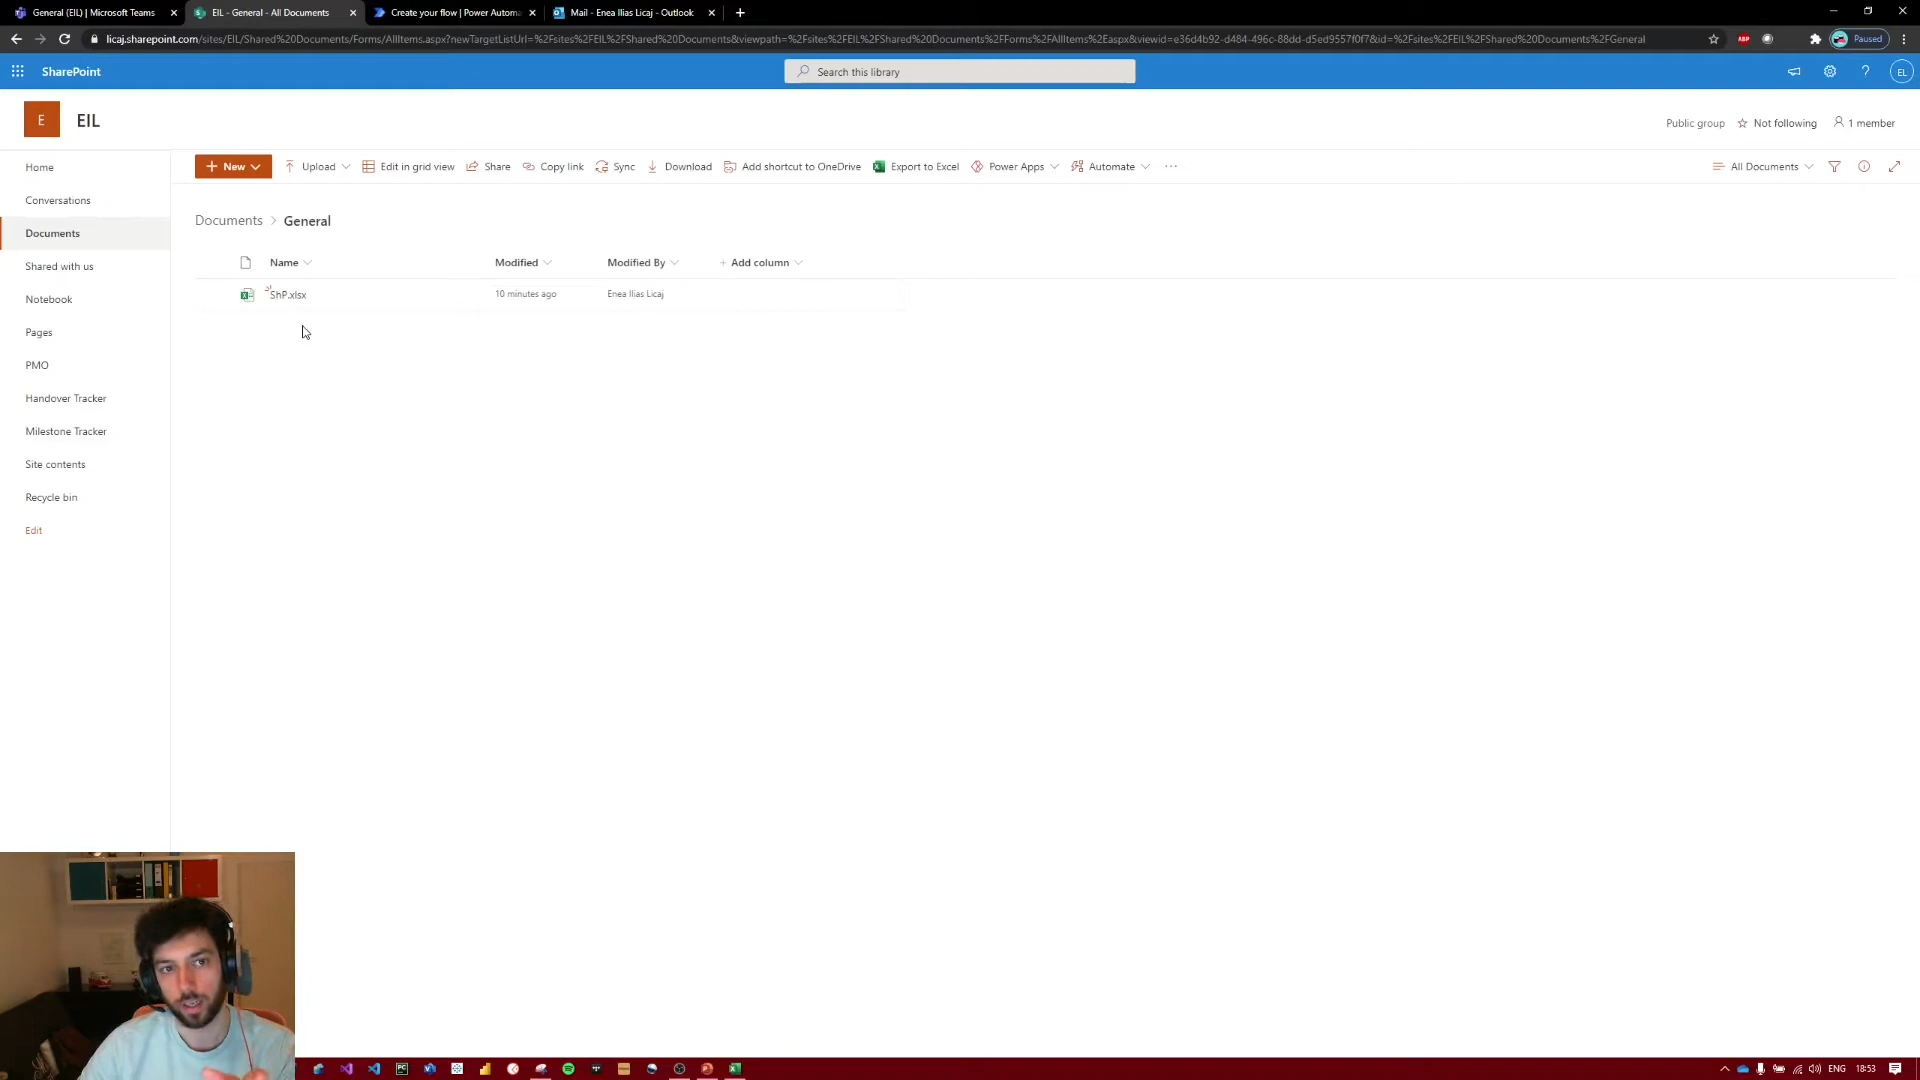 General (EIL) | Microsoft Teams
EIL - General - All Documents
Create your flow | Power Automa
Mail - Enea Ilias Licaj - Outlook
licaj.sharepoint.com/sites/EIL/Shared%20Documents/Forms/AllItems.aspx?newTargetListUrl=%2Fsites%2FEIL%2FShared%20Documents&viewpath=%2Fsites%2FEIL%2FShared%20Documents%2FForms%2FAllItems%2Easpx&viewid=e36d4b92-d484-496c-88dd-d5ed9557f0f7&id=%2Fsites%2FEIL%2FShared%20Documents%2FGeneral
ABP
Paused
SharePoint
Search this library
?
EL
E
EIL
Public group
Not following
1 member
Home
Conversations
Documents
Shared with us
Notebook
Pages
PMO
Handover Tracker
Milestone Tracker
Site contents
Recycle bin
Edit
+ New
Upload
Edit in grid view
Share
Copy link
Sync
Download
Add shortcut to OneDrive
Export to Excel
Power Apps
Automate
...
All Documents
Documents > General
Name
Modified
Modified By
+ Add column
ShP.xlsx
10 minutes ago
Enea Ilias Licaj
PC
ENG
18:53